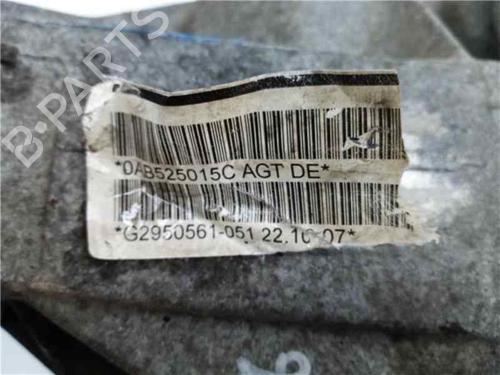 B-PARTS
*0AB525015C AGT DE*
*G2950561-051 22.10-07*